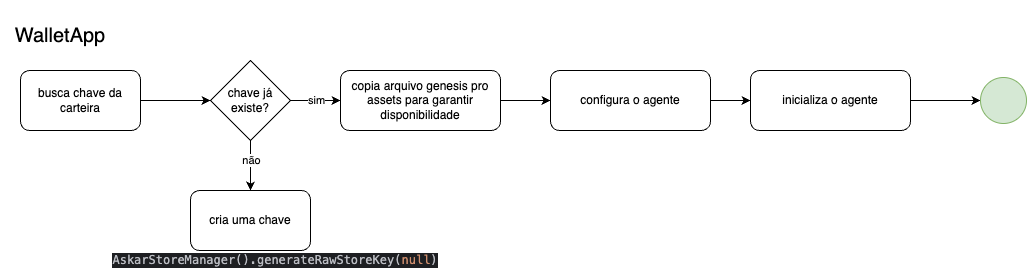 WalletApp
busca chave da
carteira
chave já
existe?
sim
copia arquivo genesis pro
assets para garantir
disponibilidade
configura o agente
inicializa o agente
não
cria uma chave
AskarStoreManager().generateRawStoreKey(null)